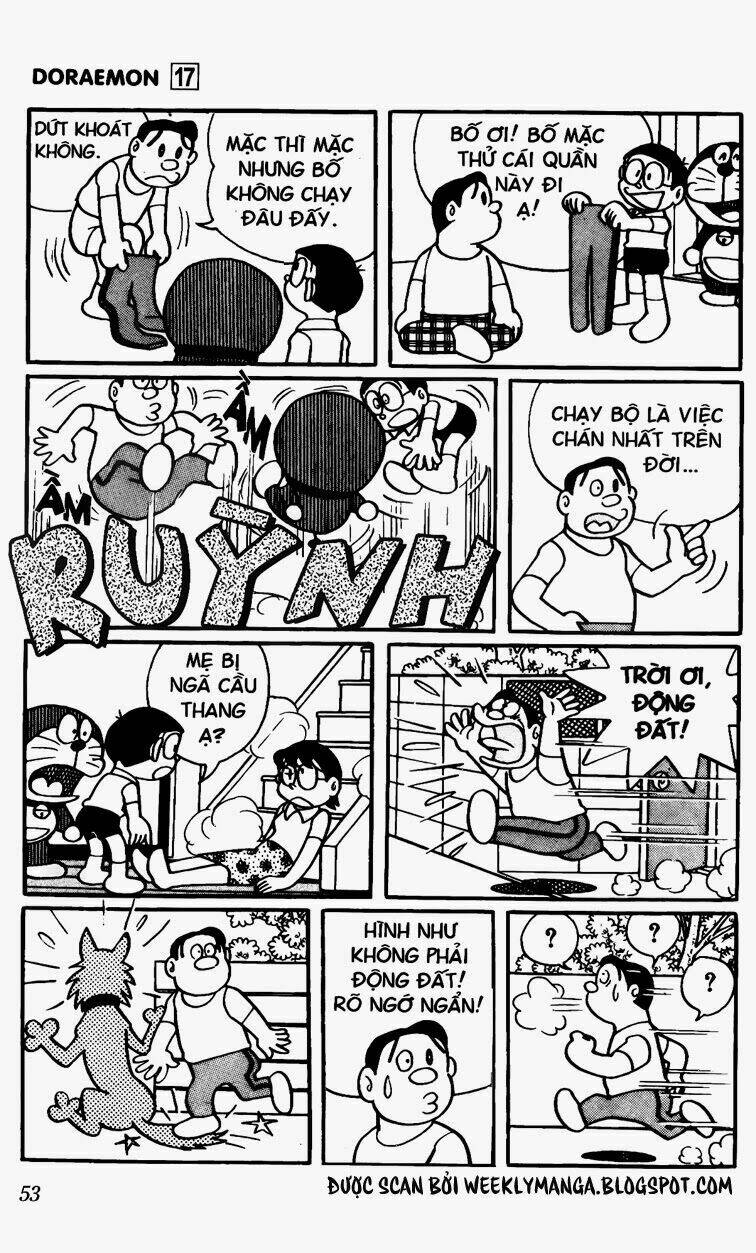 DORAEMON 17
BỐ ƠI! BỐ MẶC
THỬ CÁI QUẦN
NÀY ĐI
Ạ!
MẶC THÌ MẶC
NHƯNG BỐ
KHÔNG CHẠY
ĐÂU ĐẤY.
DỨT KHOÁT
KHÔNG.
CHẠY BỘ LÀ VIỆC
CHÁN NHẤT TRÊN
ĐỜI...
ẦM
ẦM
RUỲNH
TRỜI ƠI,
ĐỘNG
ĐẤT!
MẸ BỊ
NGÃ CẦU
THANG
Ạ?
?
?
?
HÌNH NHƯ
KHÔNG PHẢI
ĐỘNG ĐẤT!
RÕ NGỚ NGẨN!
53
ĐƯỢC SCAN BỞI WEEKLYMANGA.BLOGSPOT.COM